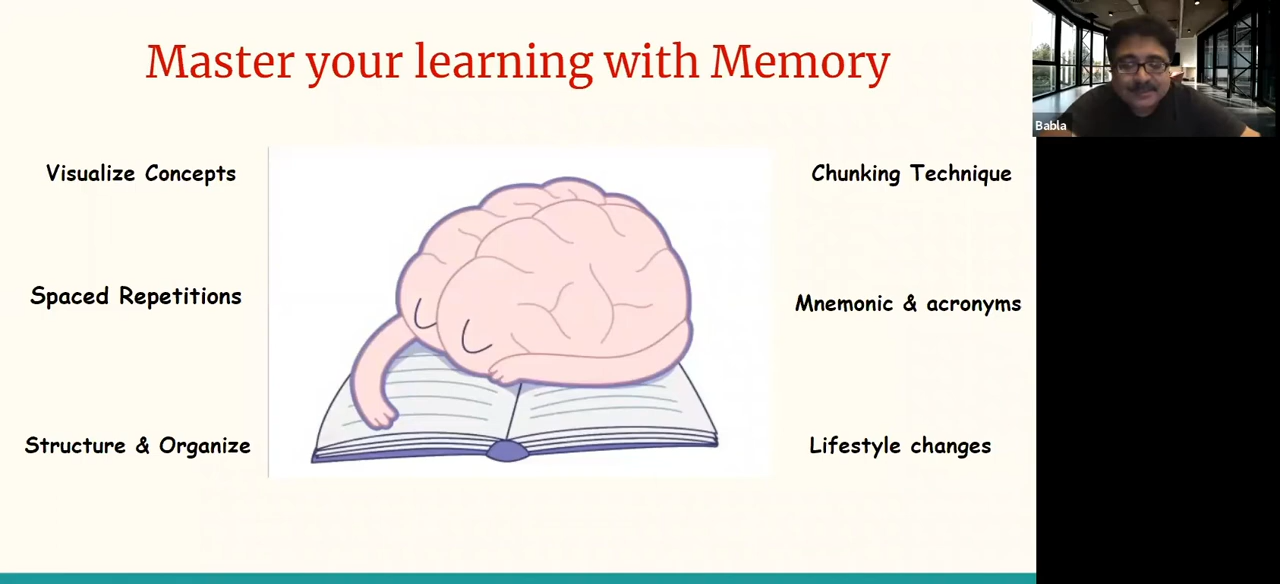 Master your learning with Memory
Babla
Visualize Concepts
Chunking Technique
Spaced Repetitions
Mnemonic & acronyms
Structure & Organize
Lifestyle changes